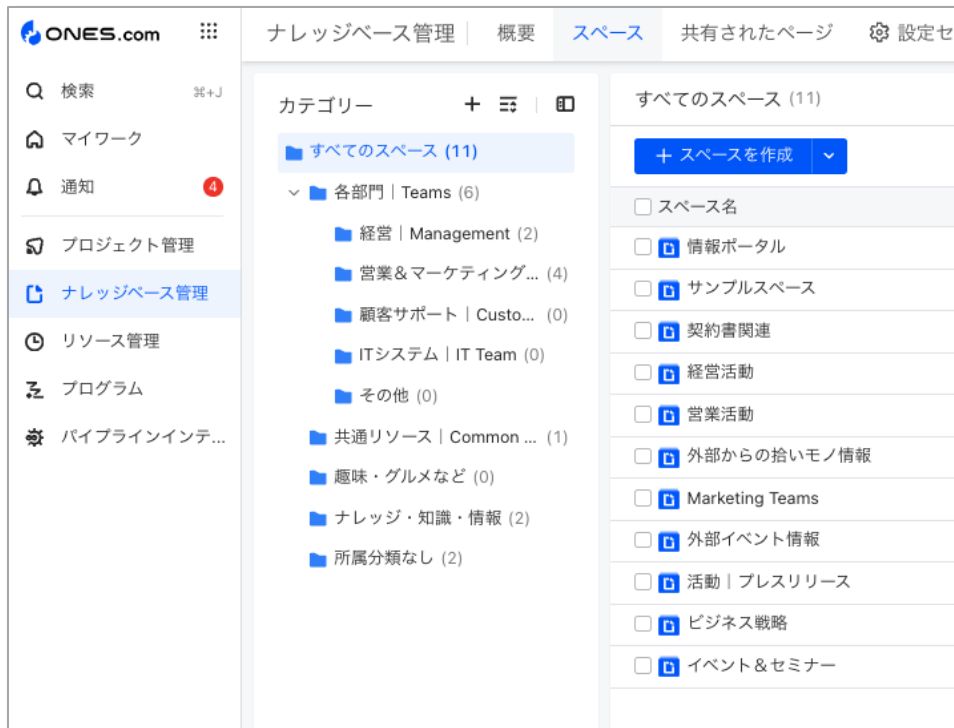 ONES.com
ナレッジベース管理
概要
スペース
共有されたページ
設定セ
検索
⌘+J
マイワーク
通知
4
プロジェクト管理
ナレッジベース管理
リソース管理
プログラム
パイプラインインテ...
カテゴリー
すべてのスペース (11)
各部門｜Teams (6)
経営｜Management (2)
営業＆マーケティング... (4)
顧客サポート｜Custo... (0)
ITシステム｜IT Team (0)
その他 (0)
共通リソース｜Common ... (1)
趣味・グルメなど (0)
ナレッジ・知識・情報 (2)
所属分類なし (2)
すべてのスペース (11)
＋ スペースを作成
スペース名
情報ポータル
サンプルスペース
契約書関連
経営活動
営業活動
外部からの拾いモノ情報
Marketing Teams
外部イベント情報
活動｜プレスリリース
ビジネス戦略
イベント＆セミナー